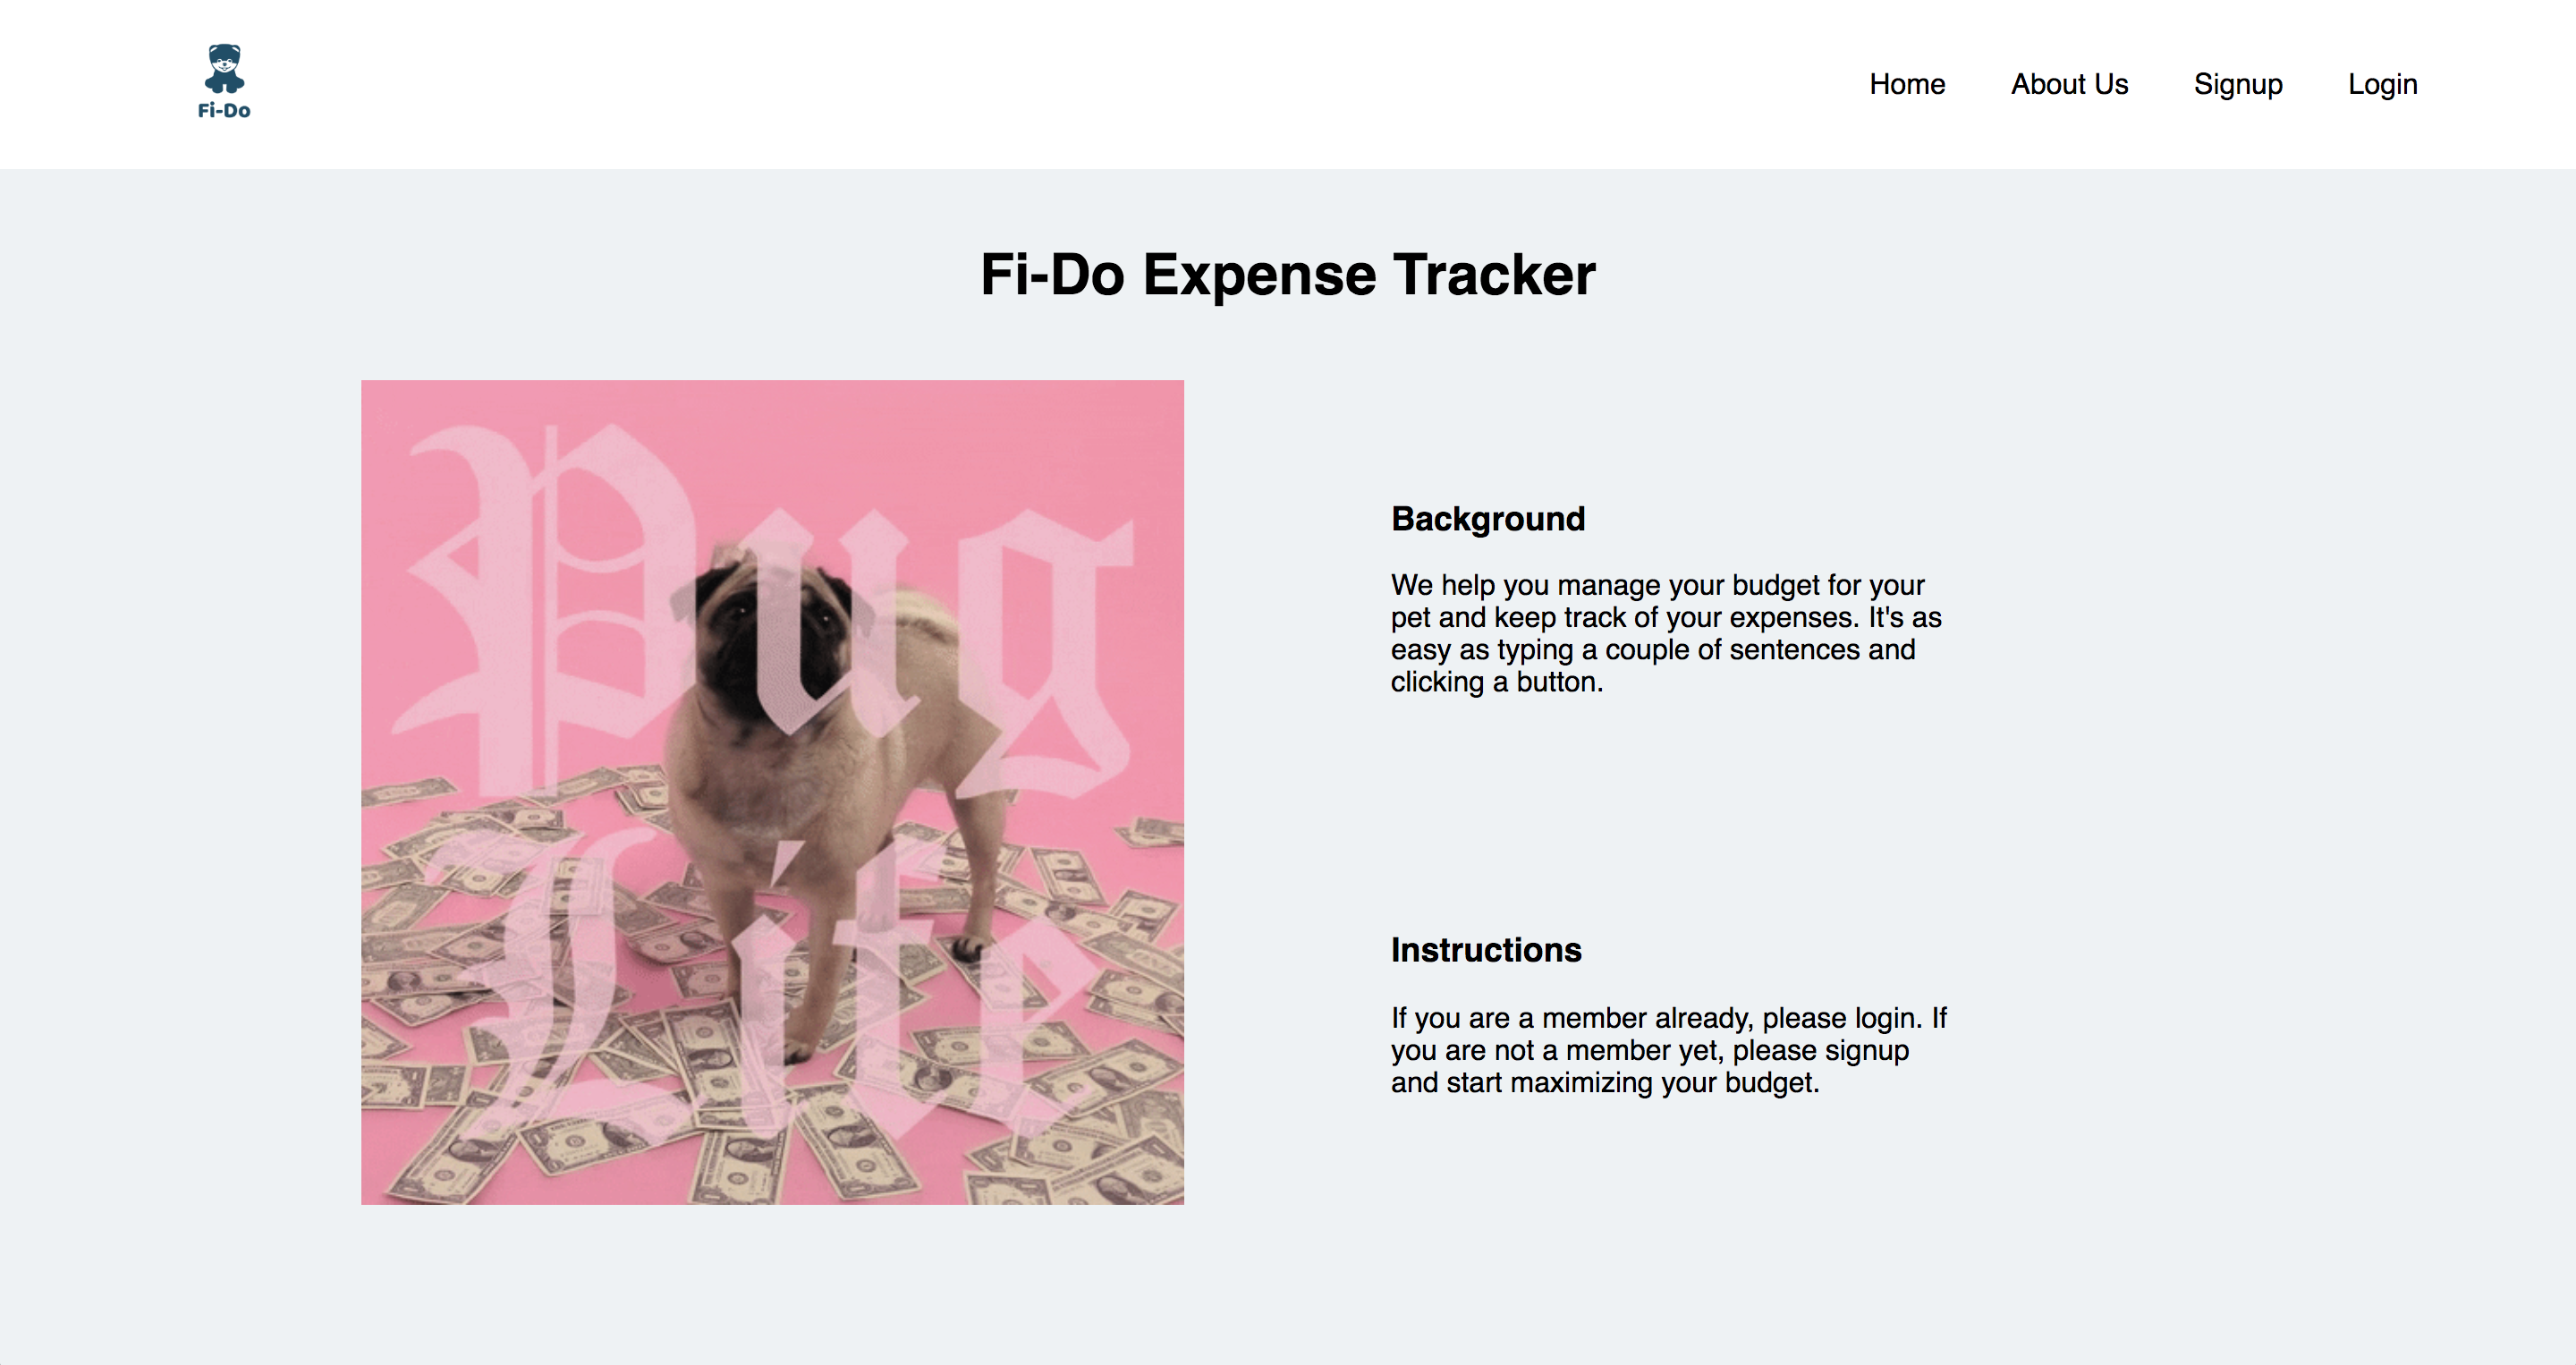 Fi-Do
Home About Us Signup Login
Fi-Do Expense Tracker
Pug
Life
Background
We help you manage your budget for your
pet and keep track of your expenses. It's as
easy as typing a couple of sentences and
clicking a button.
Instructions
If you are a member already, please login. If
you are not a member yet, please signup
and start maximizing your budget.